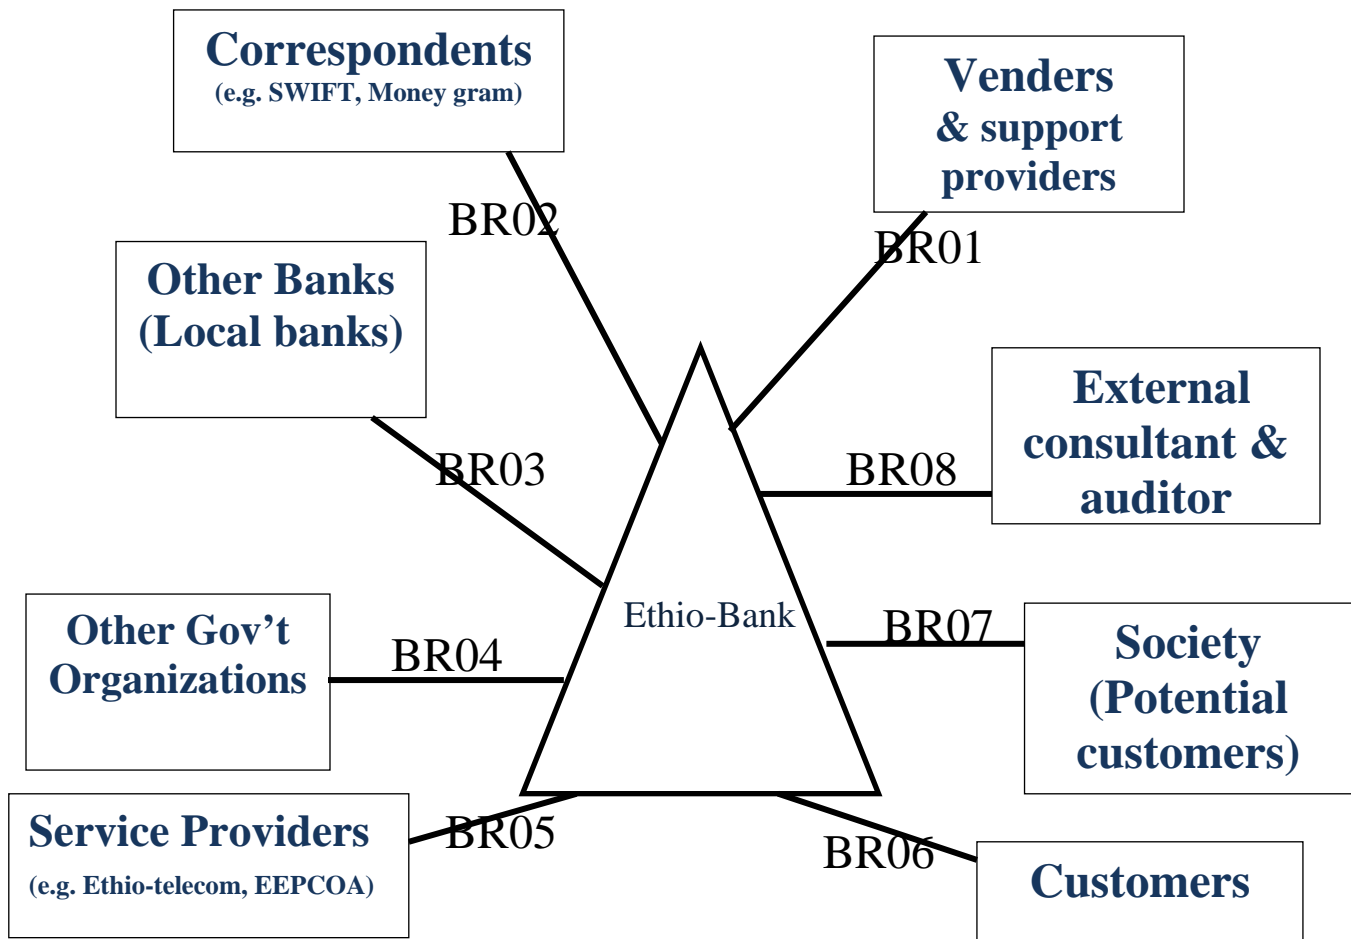 Correspondents
(e.g. SWIFT, Money gram)
Venders
& support
providers
BR02
BR01
Other Banks
(Local banks)
External
consultant &
auditor
BR03
BR08
Other Gov’t
Organizations
BR04
Ethio-Bank
BR07
Society
(Potential
customers)
Service Providers
(e.g. Ethio-telecom, EEPCOA)
BR05
BR06
Customers